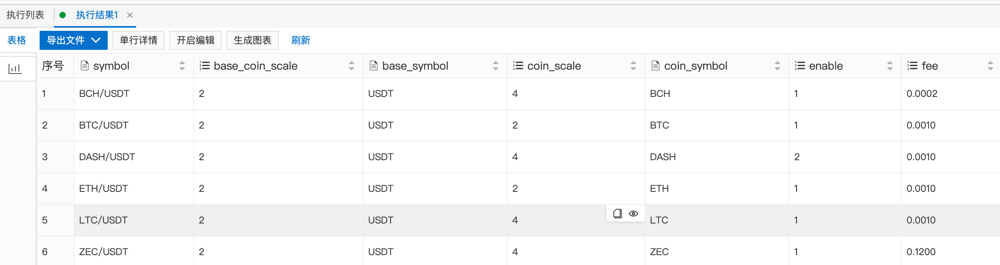 执行列表 执行结果1
表格 导出文件 单行详情 开启编辑 生成图表 刷新
序号 symbol base_coin_scale base_symbol coin_scale coin_symbol enable fee
1 BCH/USDT 2 USDT 4 BCH 1 0.0002
2 BTC/USDT 2 USDT 2 BTC 1 0.0010
3 DASH/USDT 2 USDT 4 DASH 2 0.0010
4 ETH/USDT 2 USDT 2 ETH 1 0.0010
5 LTC/USDT 2 USDT 4 LTC 1 0.0010
6 ZEC/USDT 2 USDT 4 ZEC 1 0.1200